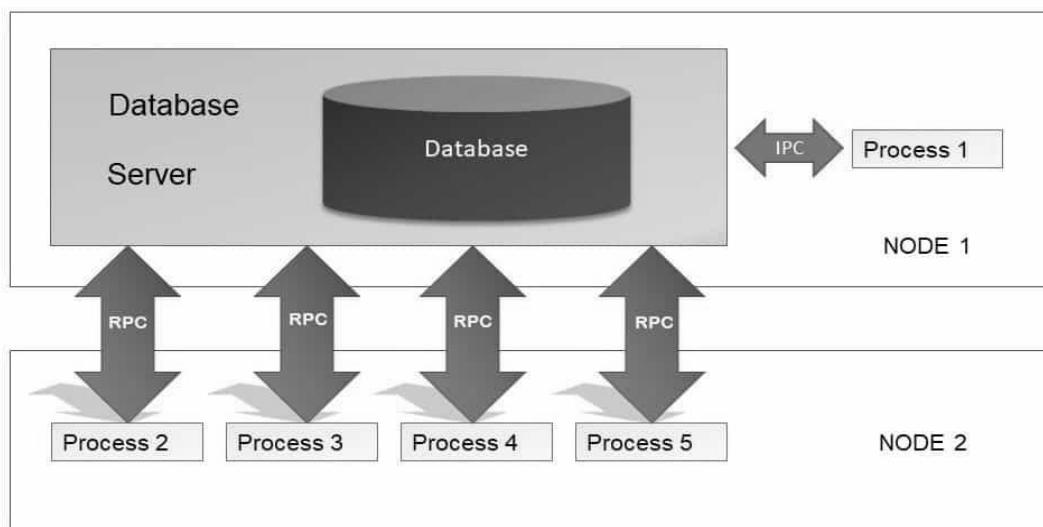 Database
Server
Database
IPC
Process 1
NODE 1
RPC
RPC
RPC
RPC
Process 2
Process 3
Process 4
Process 5
NODE 2